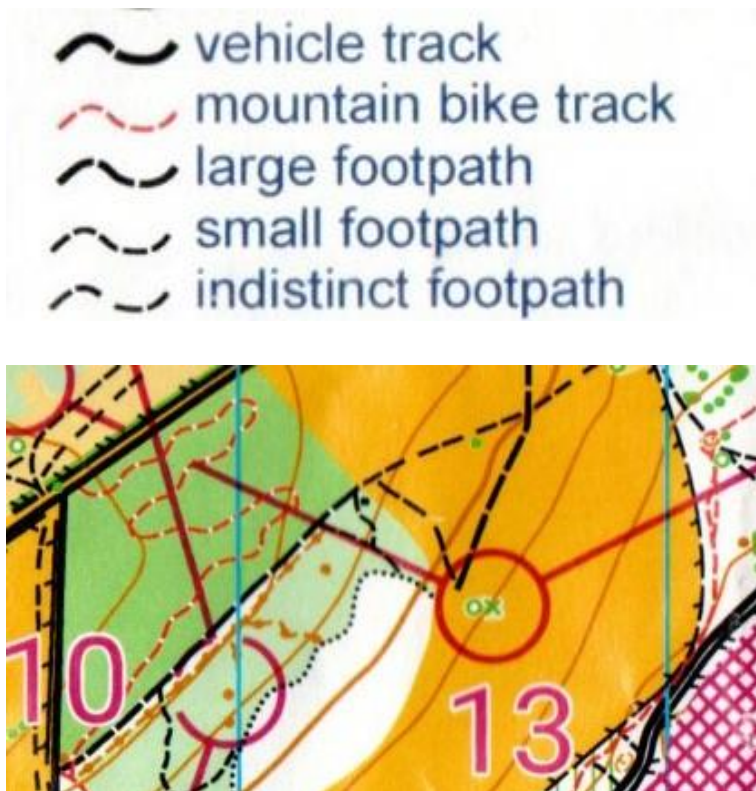 vehicle track
mountain bike track
large footpath
small footpath
indistinct footpath
10
13